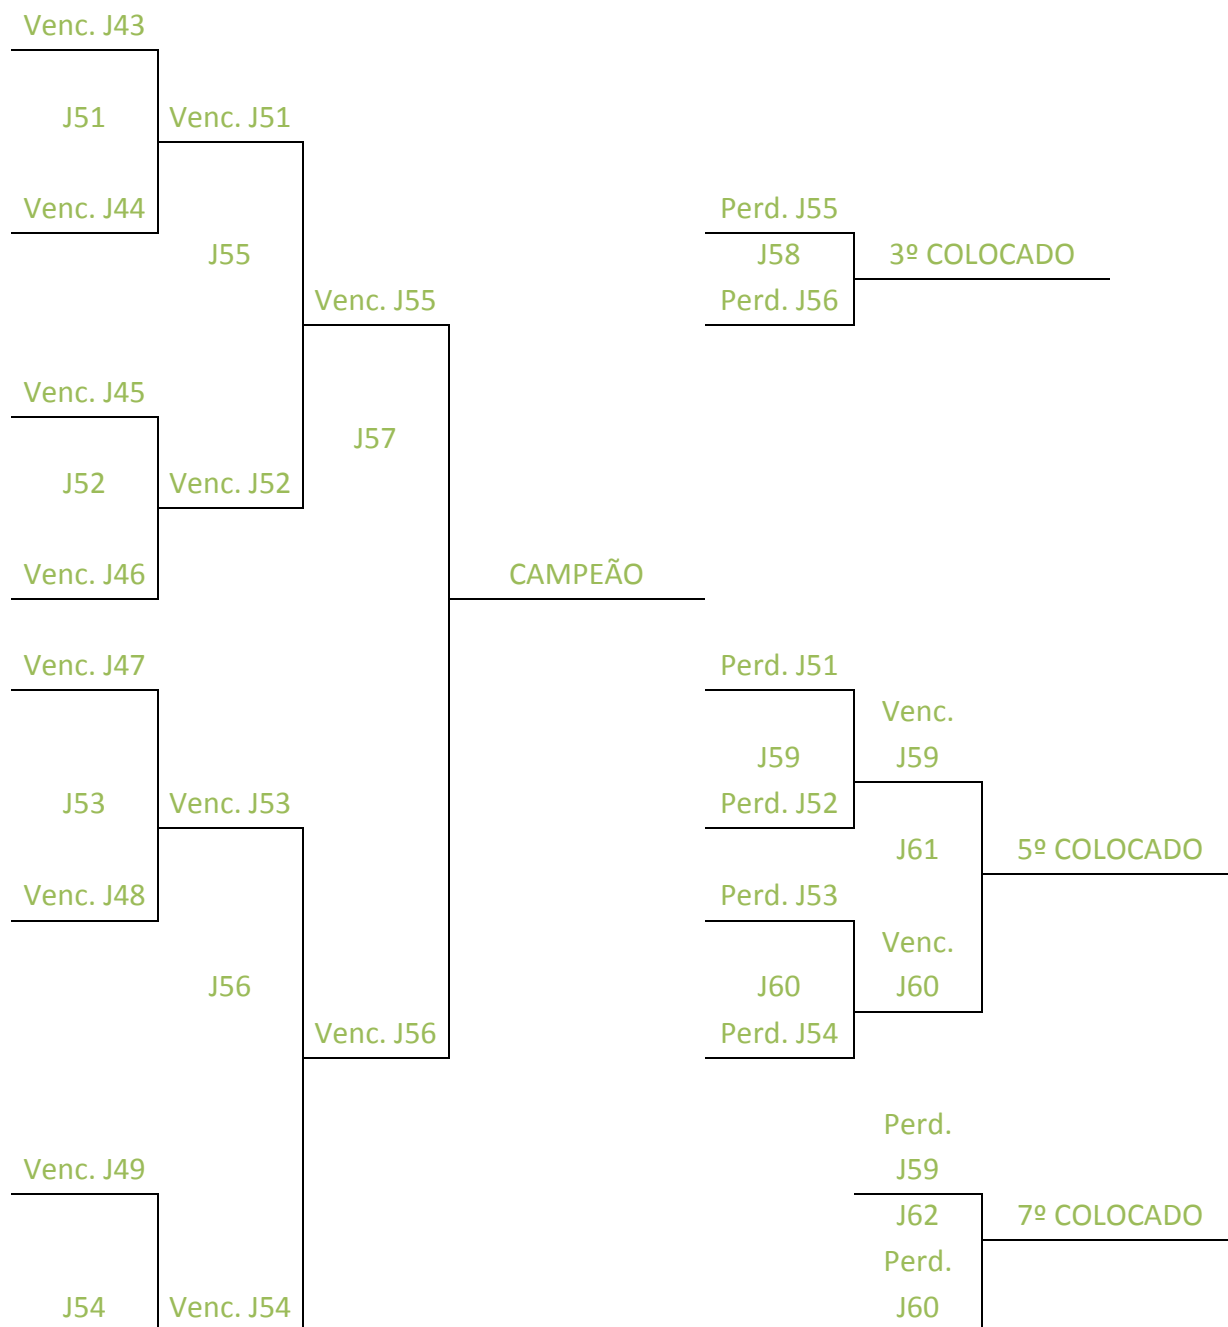 Venc. J43
J51
Venc. J51
Venc. J44
J55
Venc. J55
Venc. J45
J57
J52
Venc. J52
Venc. J46
CAMPEÃO
Venc. J47
J53
Venc. J53
Venc. J48
J56
Venc. J56
Venc. J49
J54
Venc. J54
Perd. J55
J58
3º COLOCADO
Perd. J56
Perd. J51
Venc.
J59
J59
Perd. J52
J61
5º COLOCADO
Perd. J53
Venc.
J60
J60
Perd. J54
Perd.
J59
J62
7º COLOCADO
Perd.
J60